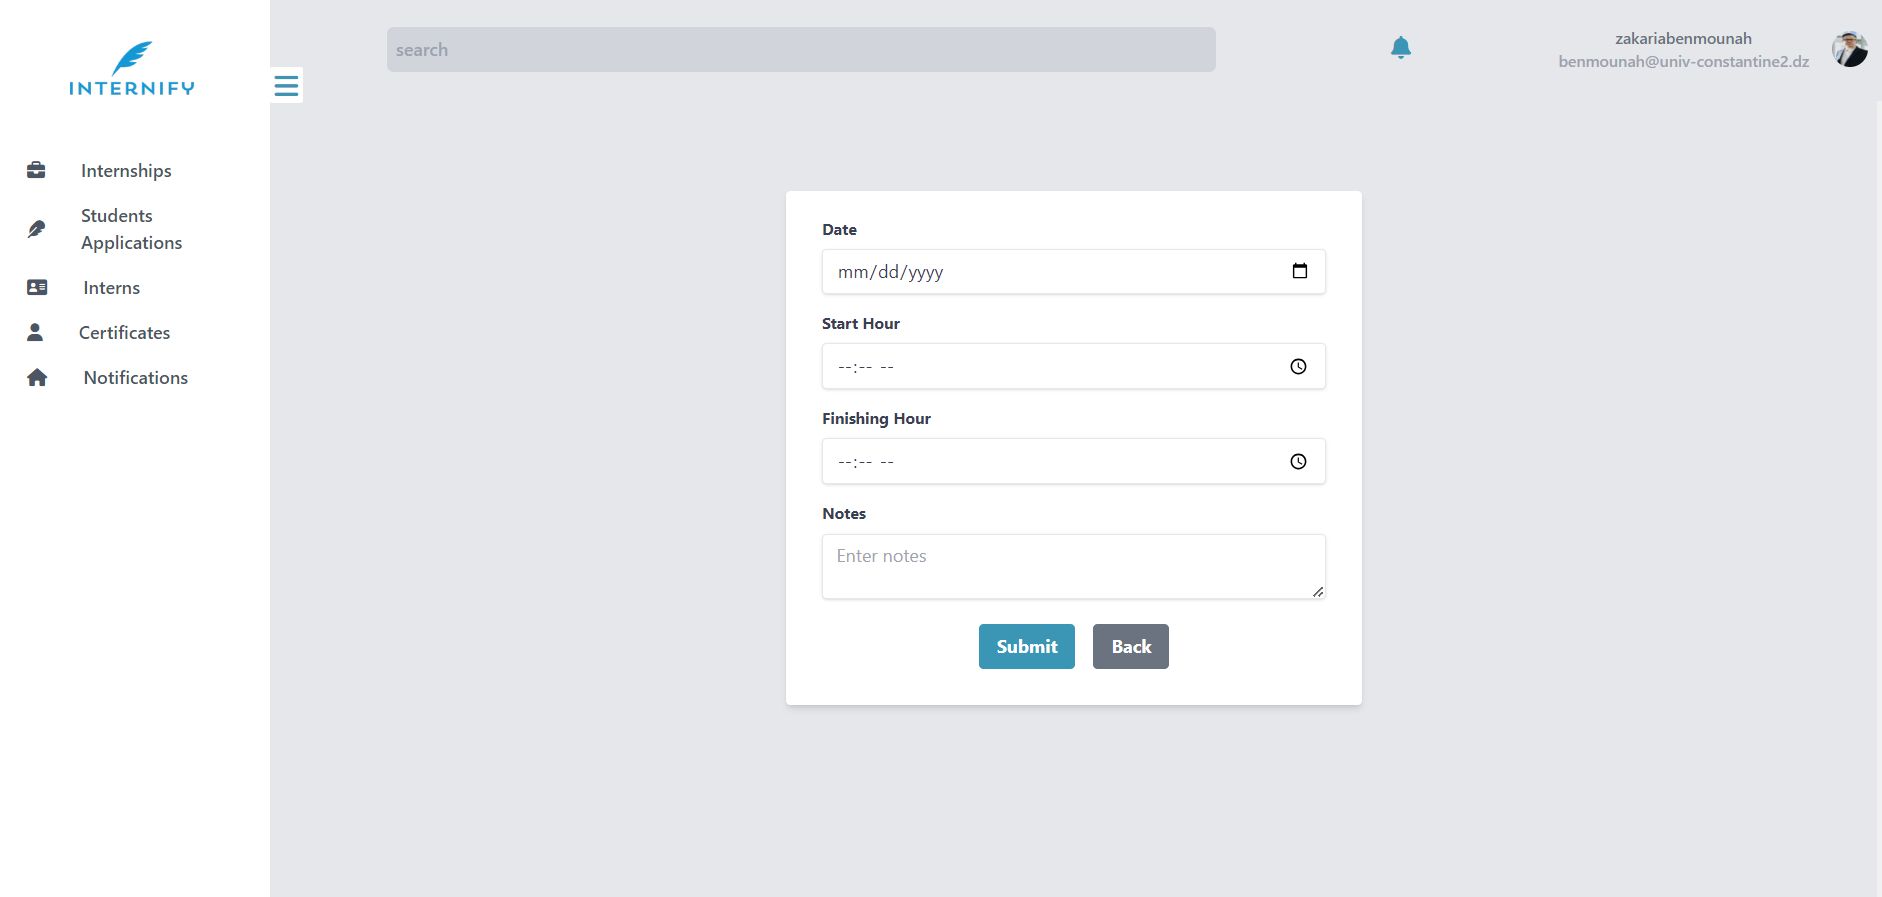 INTERNIFY
Internships
Students
Applications
Interns
Certificates
Notifications
search
zakariabenmounah
benmounah@univ-constantine2.dz
Date
mm/dd/yyyy
Start Hour
--:-- --
Finishing Hour
--:-- --
Notes
Enter notes
Submit
Back